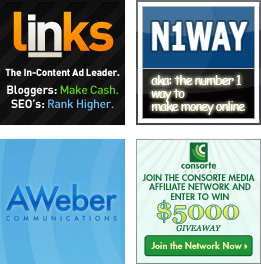 links
The In-Content Ad Leader.
Bloggers: Make Cash.
SEO's: Rank Higher.
N1WAY
aka: the number 1
way to
make money online
AWeber
COMMUNICATIONS
consorte
JOIN THE CONSORTE MEDIA
AFFILIATE NETWORK AND
ENTER TO WIN
$5000
GIVEAWAY
Join the Network Now